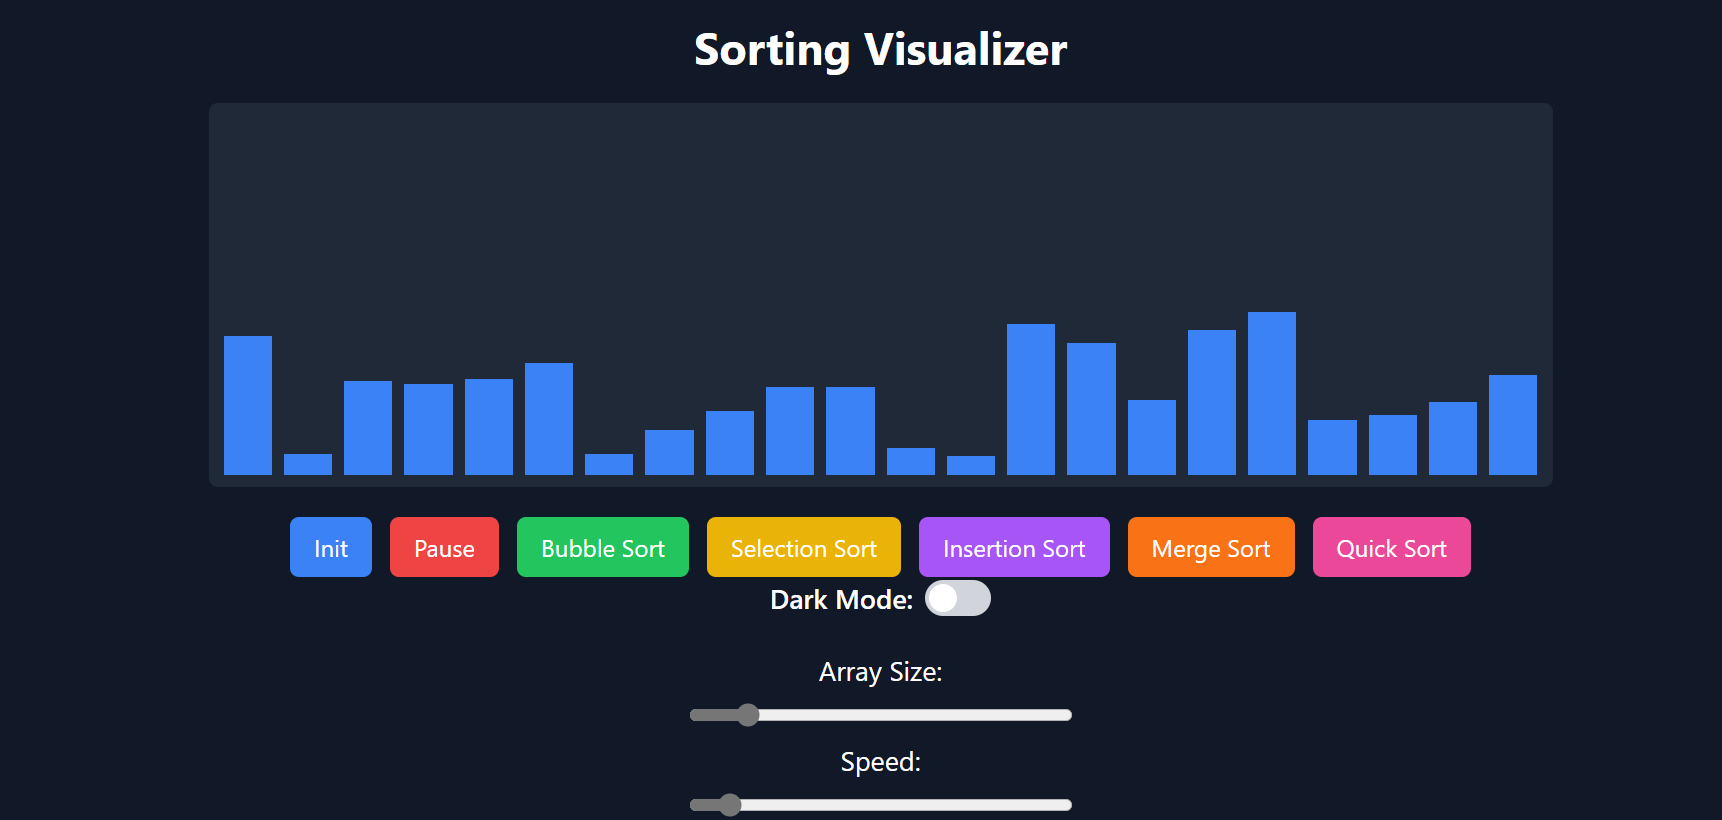 Sorting Visualizer
Init Pause Bubble Sort Selection Sort Insertion Sort Merge Sort Quick Sort
Dark Mode:
Array Size:
Speed: